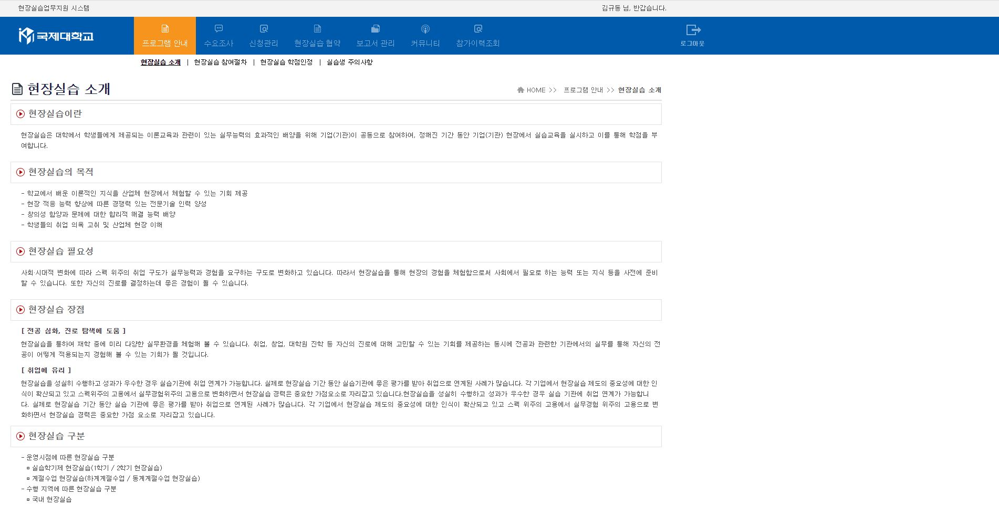 현장실습업무지원 시스템
김규동 님, 반갑습니다.
국제대학교
프로그램 안내
수요조사
신청관리
현장실습 협약
보고서 관리
커뮤니티
참가이력조회
로그아웃
현장실습 소개 | 현장실습 참여절차 | 현장실습 학점인정 | 실습생 주의사항
현장실습 소개
HOME >> 프로그램 안내 >> 현장실습 소개
현장실습이란
현장실습은 대학에서 학생들에게 제공되는 이론교육과 관련이 있는 실무능력의 효과적인 배양을 위해 기업(기관)이 공동으로 참여하여, 정해진 기간 동안 기업(기관) 현장에서 실습교육을 실시하고 이를 통해 학점을 부
여합니다.
현장실습의 목적
- 학교에서 배운 이론적인 지식을 산업체 현장에서 체험할 수 있는 기회 제공
- 현장 적응 능력 향상에 따른 경쟁력 있는 전문기술 인력 양성
- 창의성 함양과 문제에 대한 합리적 해결 능력 배양
- 학생들의 취업 의욕 고취 및 산업체 현장 이해
현장실습 필요성
사회·시대적 변화에 따라 스펙 위주의 취업 구도가 실무능력과 경험을 요구하는 구도로 변화하고 있습니다. 따라서 현장실습을 통해 현장의 경험을 체험함으로써 사회에서 필요로 하는 능력 또는 지식 등을 사전에 준비
할 수 있습니다. 또한 자신의 진로를 결정하는데 좋은 경험이 될 수 있습니다.
현장실습 장점
[ 전공 심화, 진로 탐색에 도움 ]
현장실습을 통하여 재학 중에 미리 다양한 실무환경을 체험해 볼 수 있습니다. 취업, 창업, 대학원 진학 등 자신의 진로에 대해 고민할 수 있는 기회를 제공하는 동시에 전공과 관련한 기관에서의 실무를 통해 자신의 전
공이 어떻게 적용되는지 경험해 볼 수 있는 기회가 될 것입니다.
[ 취업에 유리 ]
현장실습을 성실히 수행하고 성과가 우수한 경우 실습기관에 취업 연계가 가능합니다. 실제로 현장실습 기간 동안 실습기관에 좋은 평가를 받아 취업으로 연계된 사례가 많습니다. 각 기업에서 현장실습 제도의 중요성에 대한 인
식이 확산되고 있고 스펙위주의 고용에서 실무경험위주의 고용으로 변화하면서 현장실습 경력은 중요한 가점요소로 자리잡고 있습니다.현장실습을 성실히 수행하고 성과가 우수한 경우 실습 기관에 취업 연계가 가능합니
다. 실제로 현장실습 기간 동안 실습 기관에 좋은 평가를 받아 취업으로 연계된 사례가 많습니다. 각 기업에서 현장실습 제도의 중요성에 대한 인식이 확산되고 있고 스펙 위주의 고용에서 실무경험 위주의 고용으로 변
화하면서 현장실습 경력은 중요한 가점 요소로 자리잡고 있습니다.
현장실습 구분
- 운영시점에 따른 현장실습 구분
▫ 실습학기제 현장실습(1학기 / 2학기 현장실습)
▫ 계절수업 현장실습(하계계절수업 / 동계계절수업 현장실습)
- 수행 지역에 따른 현장실습 구분
▫ 국내 현장실습